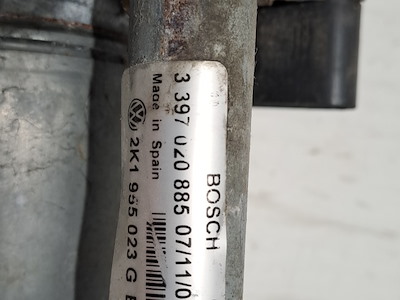 BOSCH
3 397 020 885 07/11/0
Made in Spain
2K1 955 023 G